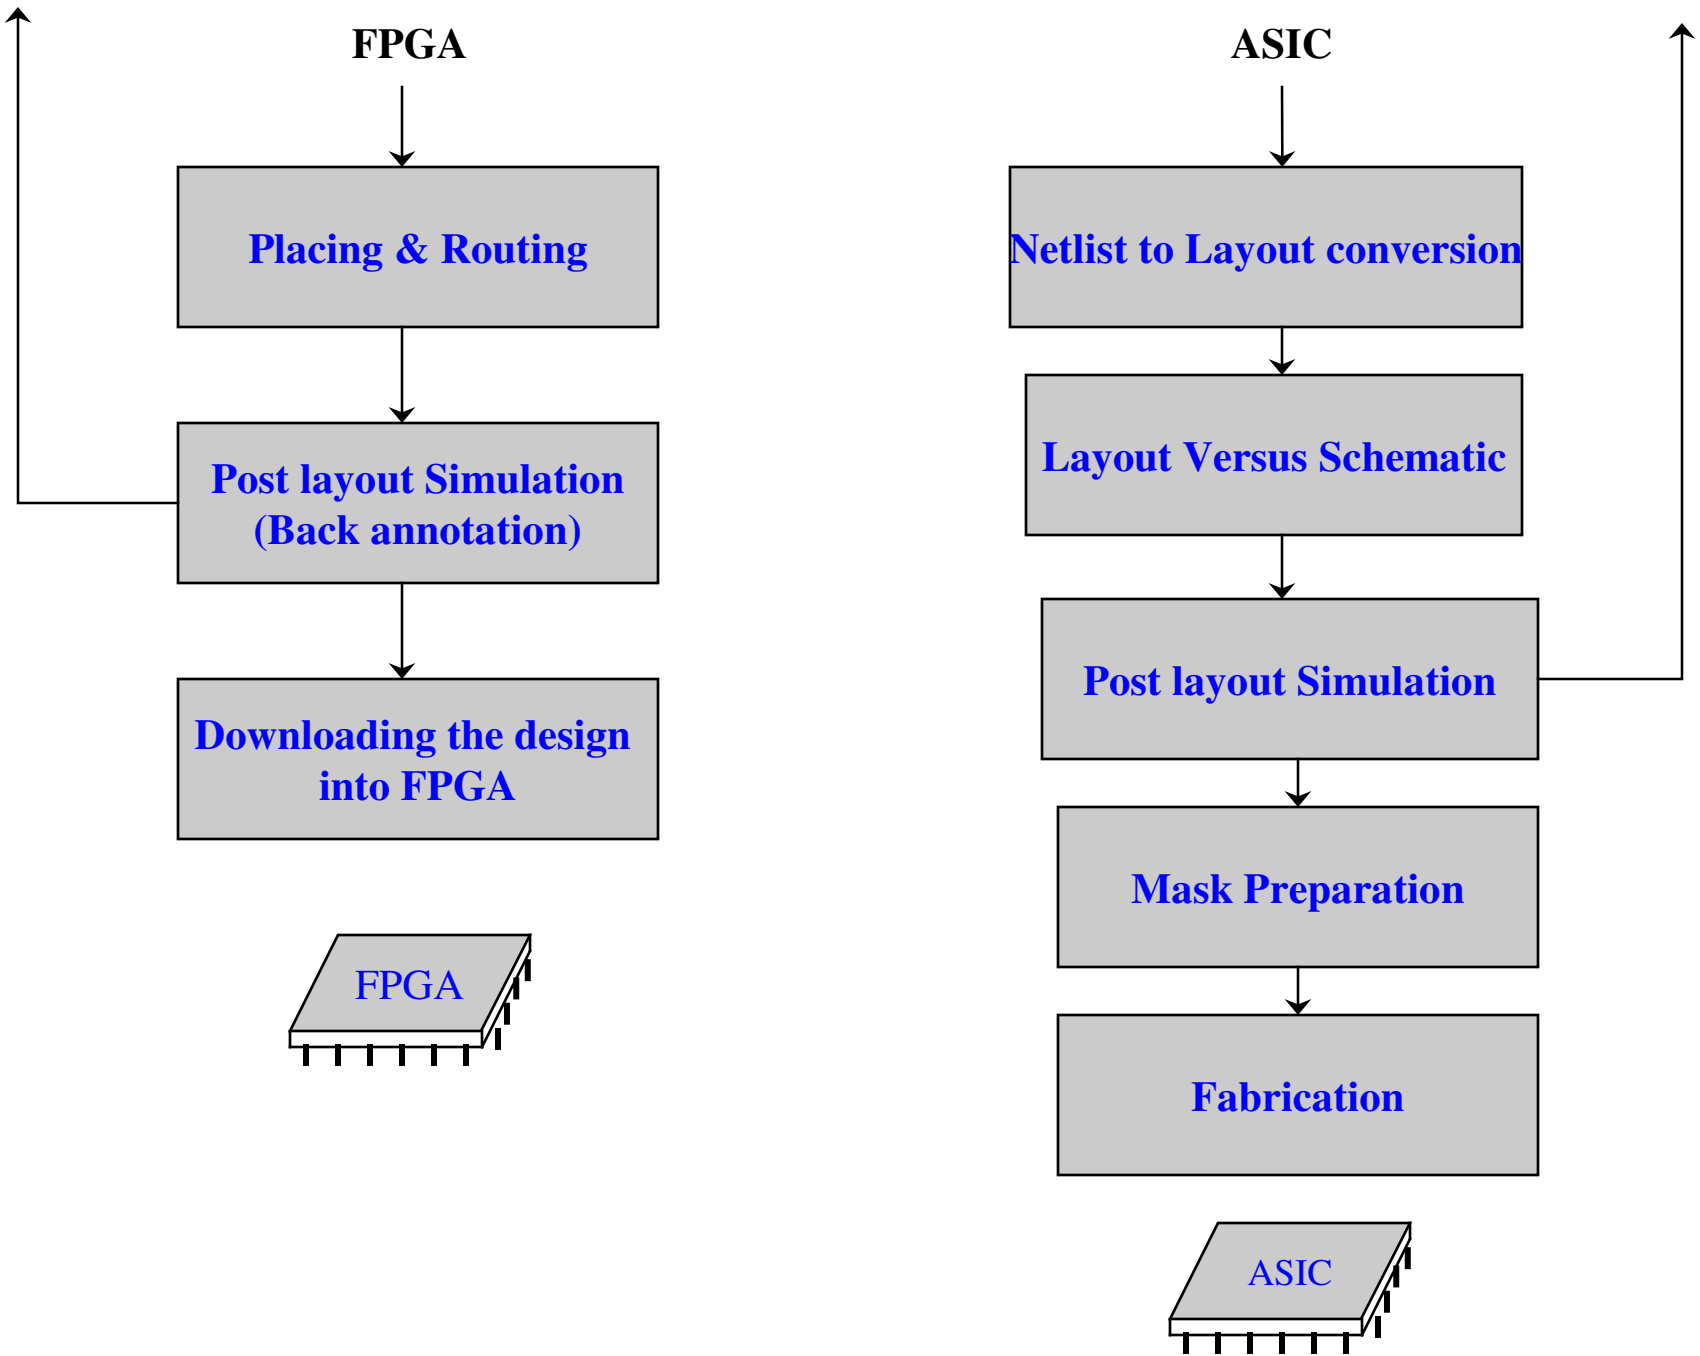 FPGA
Placing & Routing
Post layout Simulation
(Back annotation)
Downloading the design
into FPGA
FPGA
ASIC
Netlist to Layout conversion
Layout Versus Schematic
Post layout Simulation
Mask Preparation
Fabrication
ASIC